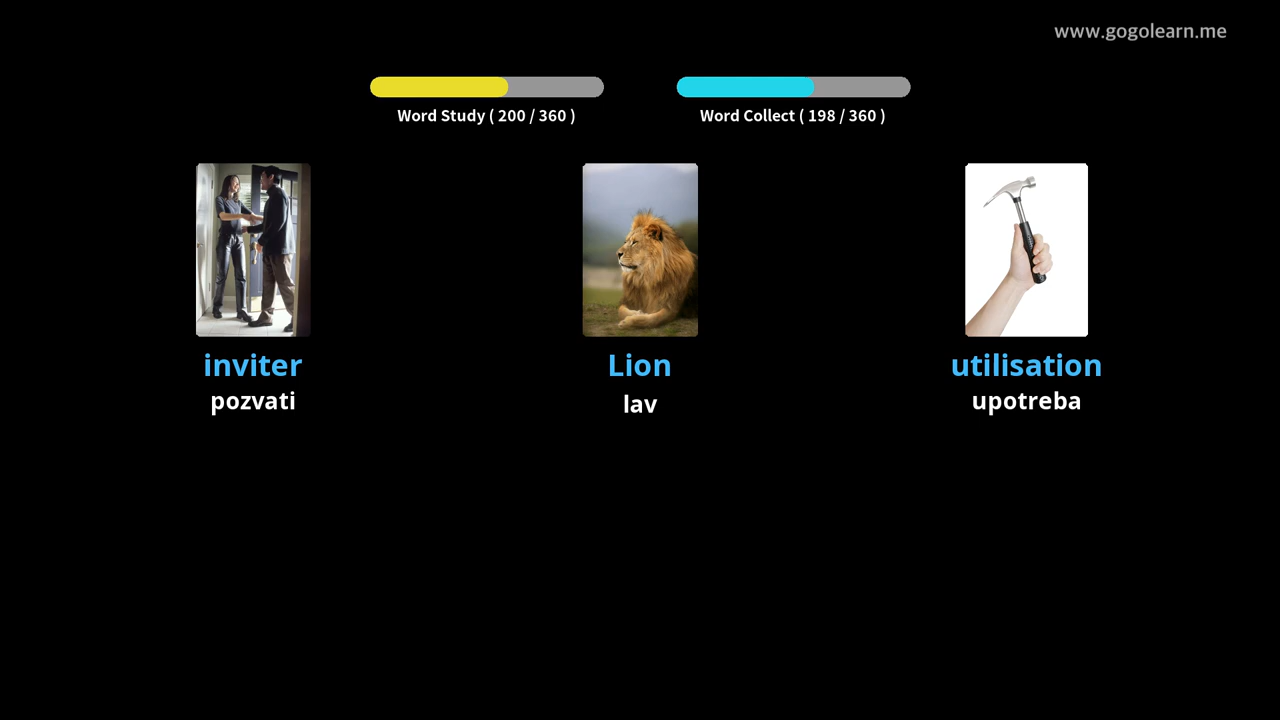 www.gogolearn.me
Word Study ( 200 / 360 )
Word Collect ( 198 / 360 )
inviter
pozvati
Lion
lav
utilisation
upotreba